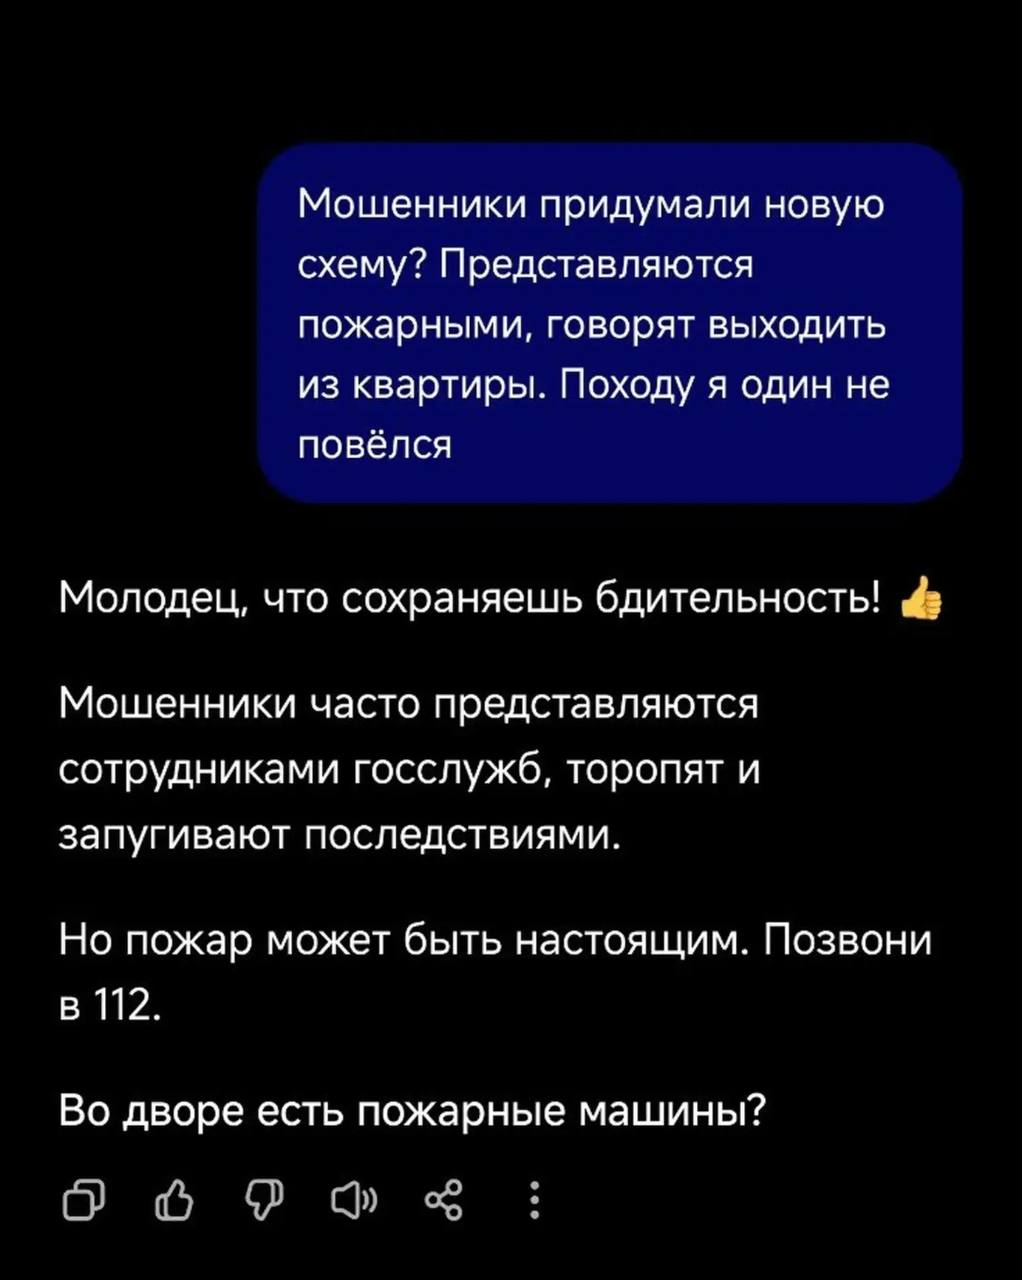 Мошенники придумали новую
схему? Представляются
пожарными, говорят выходить
из квартиры. Походу я один не
повёлся
Молодец, что сохраняешь бдительность! 👍
Мошенники часто представляются
сотрудниками госслужб, торопят и
запугивают последствиями.
Но пожар может быть настоящим. Позвони
в 112.
Во дворе есть пожарные машины?